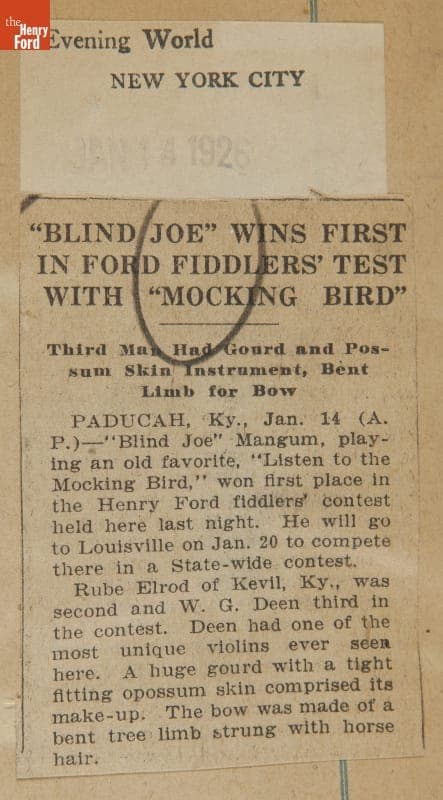 the
Henry
Ford
Evening World
NEW YORK CITY
JAN 14 1926
"BLIND JOE" WINS FIRST
IN FORD FIDDLERS' TEST
WITH "MOCKING BIRD"
Third Man Had Gourd and Pos-
sum Skin Instrument, Bent
Limb for Bow
PADUCAH, Ky., Jan. 14 (A.
P.)—"Blind Joe" Mangum, play-
ing an old favorite, "Listen to the
Mocking Bird," won first place in
the Henry Ford fiddlers' contest
held here last night. He will go
to Louisville on Jan. 20 to compete
there in a State-wide contest.
Rube Elrod of Kevil, Ky., was
second and W. G. Deen third in
the contest. Deen had one of the
most unique violins ever seen
here. A huge gourd with a tight
fitting opossum skin comprised its
make-up. The bow was made of a
bent tree limb strung with horse
hair.